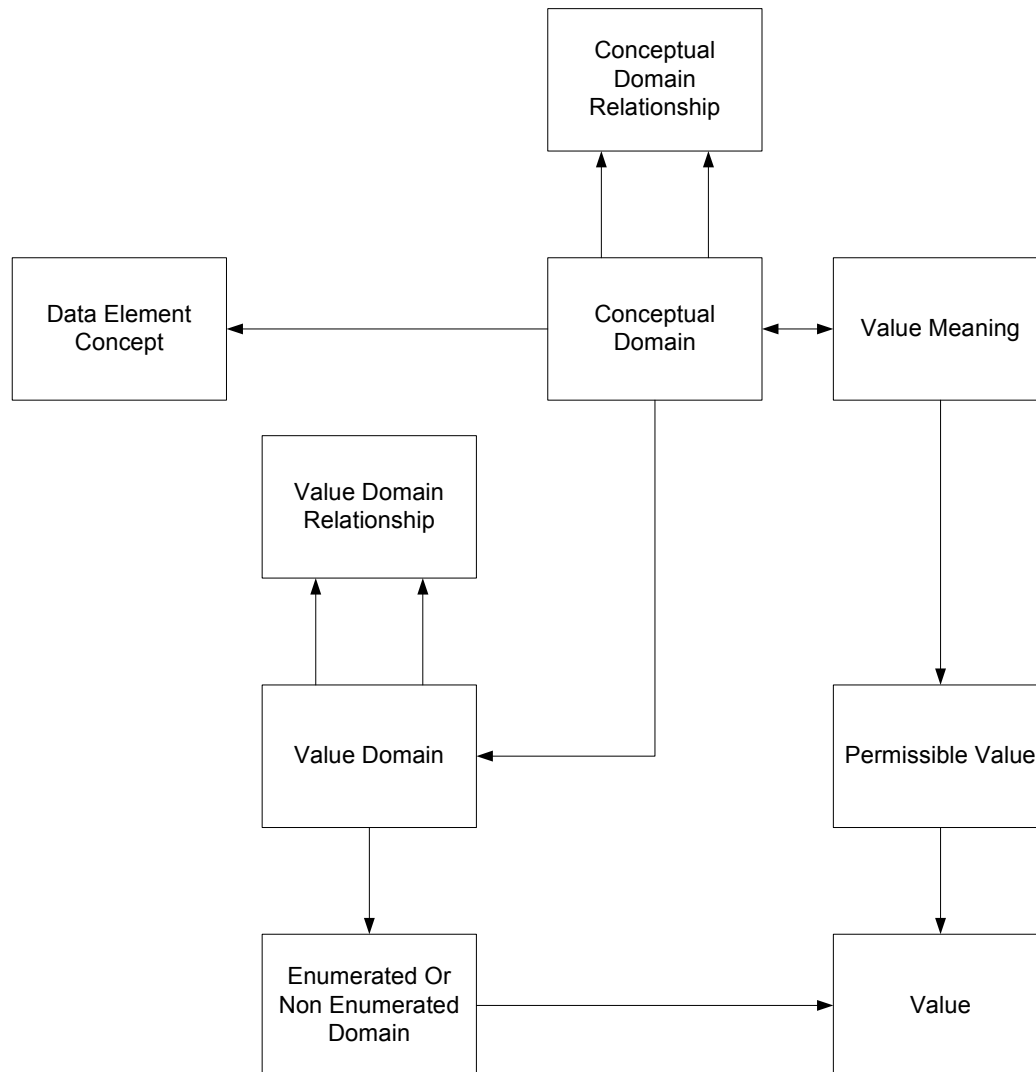 Conceptual
Domain
Relationship
Data Element
Concept
Conceptual
Domain
Value Meaning
Value Domain
Relationship
Value Domain
Permissible Value
Enumerated Or
Non Enumerated
Domain
Value